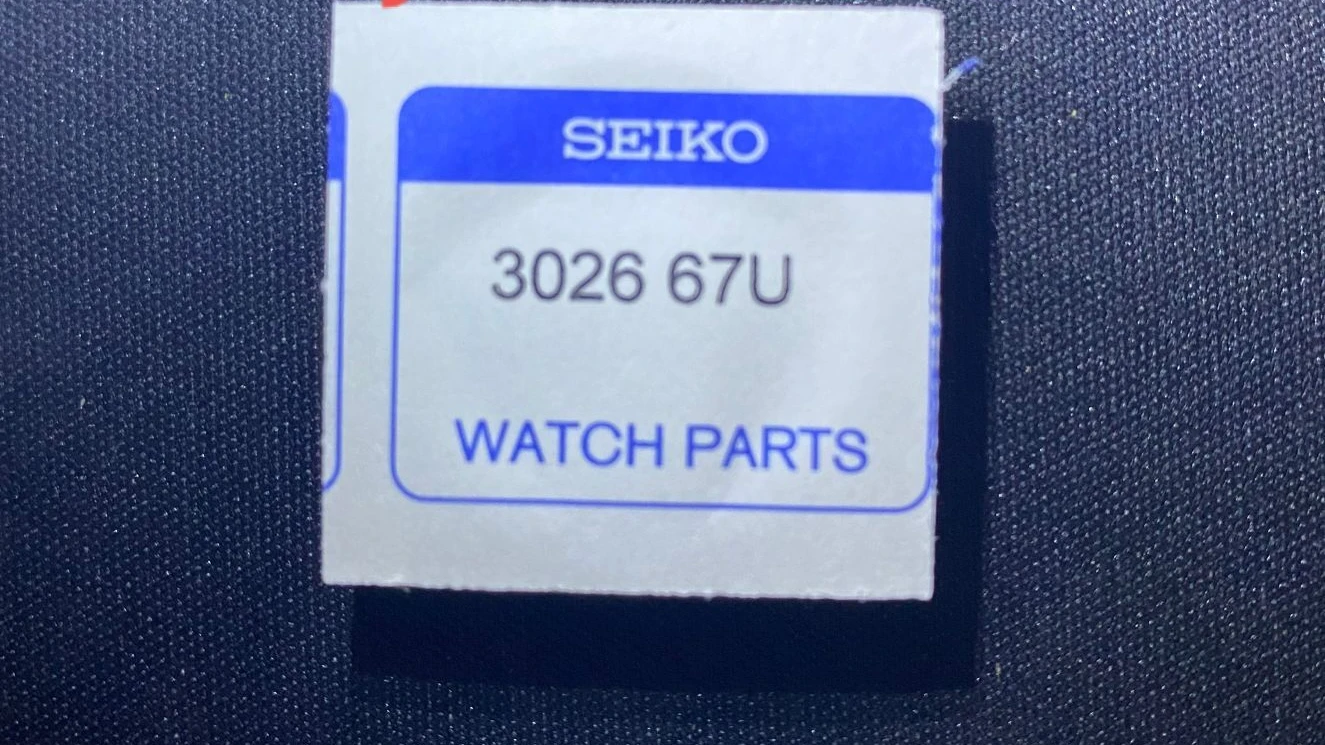 SEIKO
3026 67U
WATCH PARTS